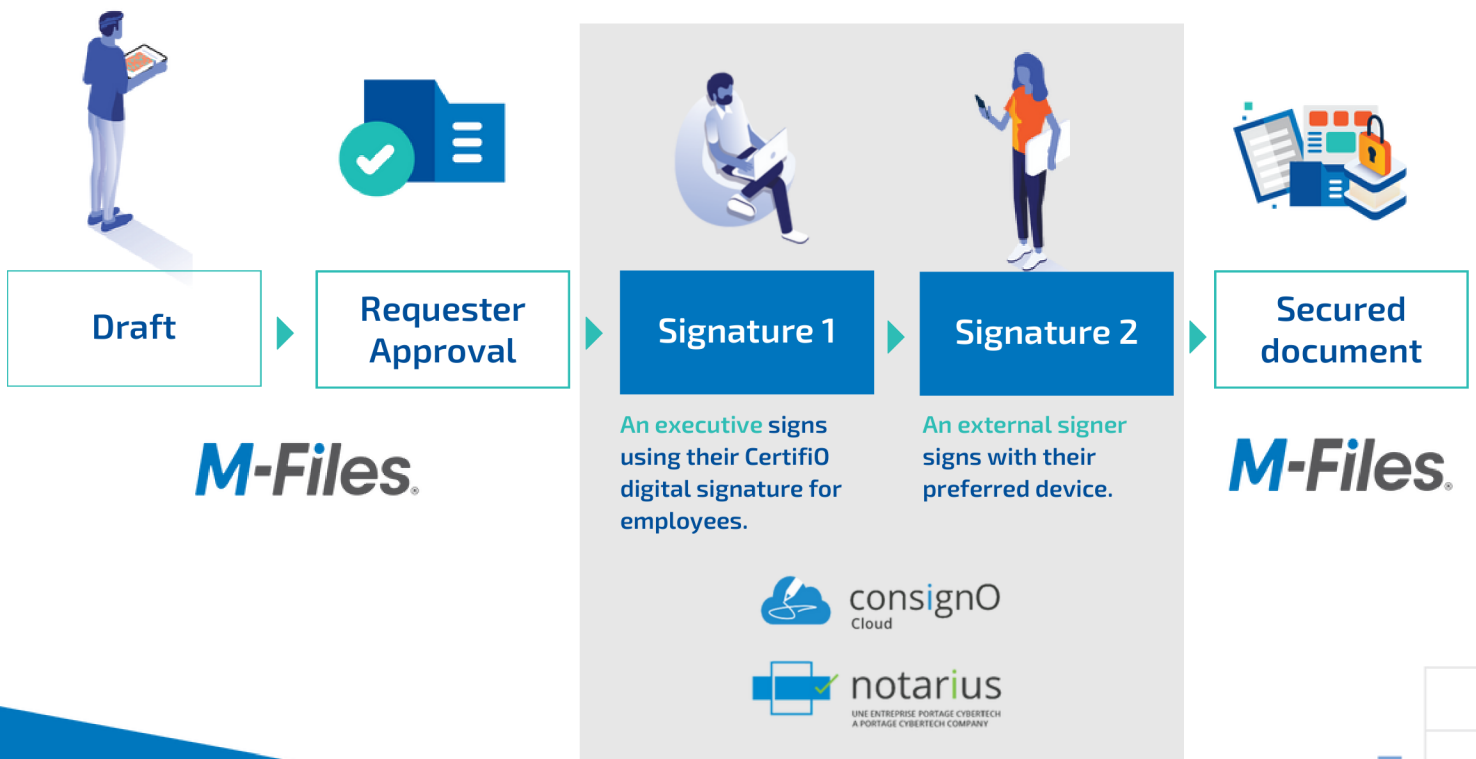 Draft
Requester
Approval
Signature 1
Signature 2
Secured
document
M-Files®
An executive signs
using their CertifiO
digital signature for
employees.
An external signer
signs with their
preferred device.
M-Files®
consignO
Cloud
notarius
UNE ENTREPRISE PORTAGE CYBERTECH
A PORTAGE CYBERTECH COMPANY